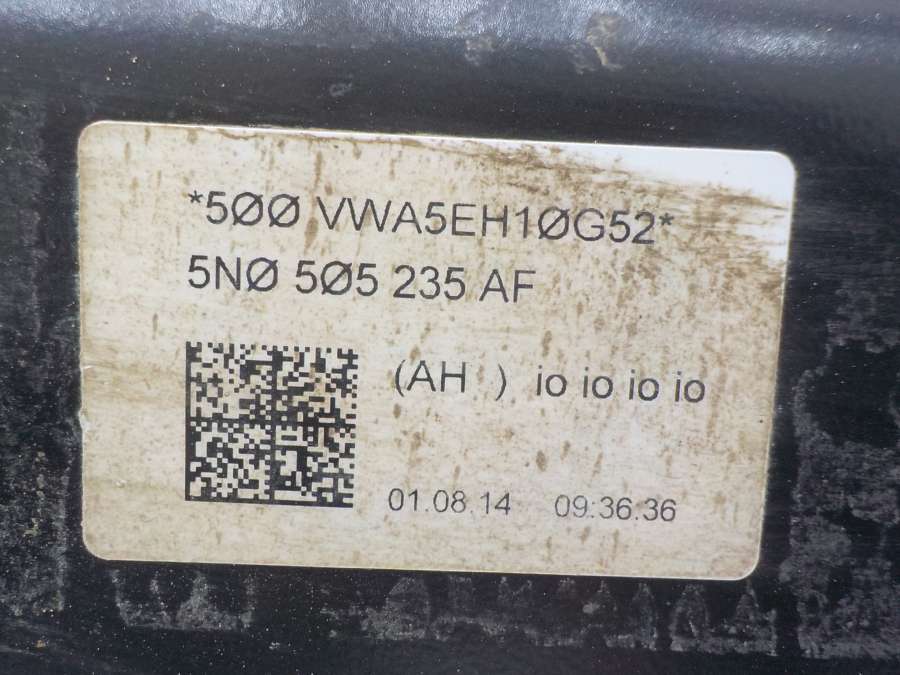 *5ØØ VWA5EH1ØG52*
5NØ 5Ø5 235 AF
(AH ) io io io io
01.08.14 09:36:36